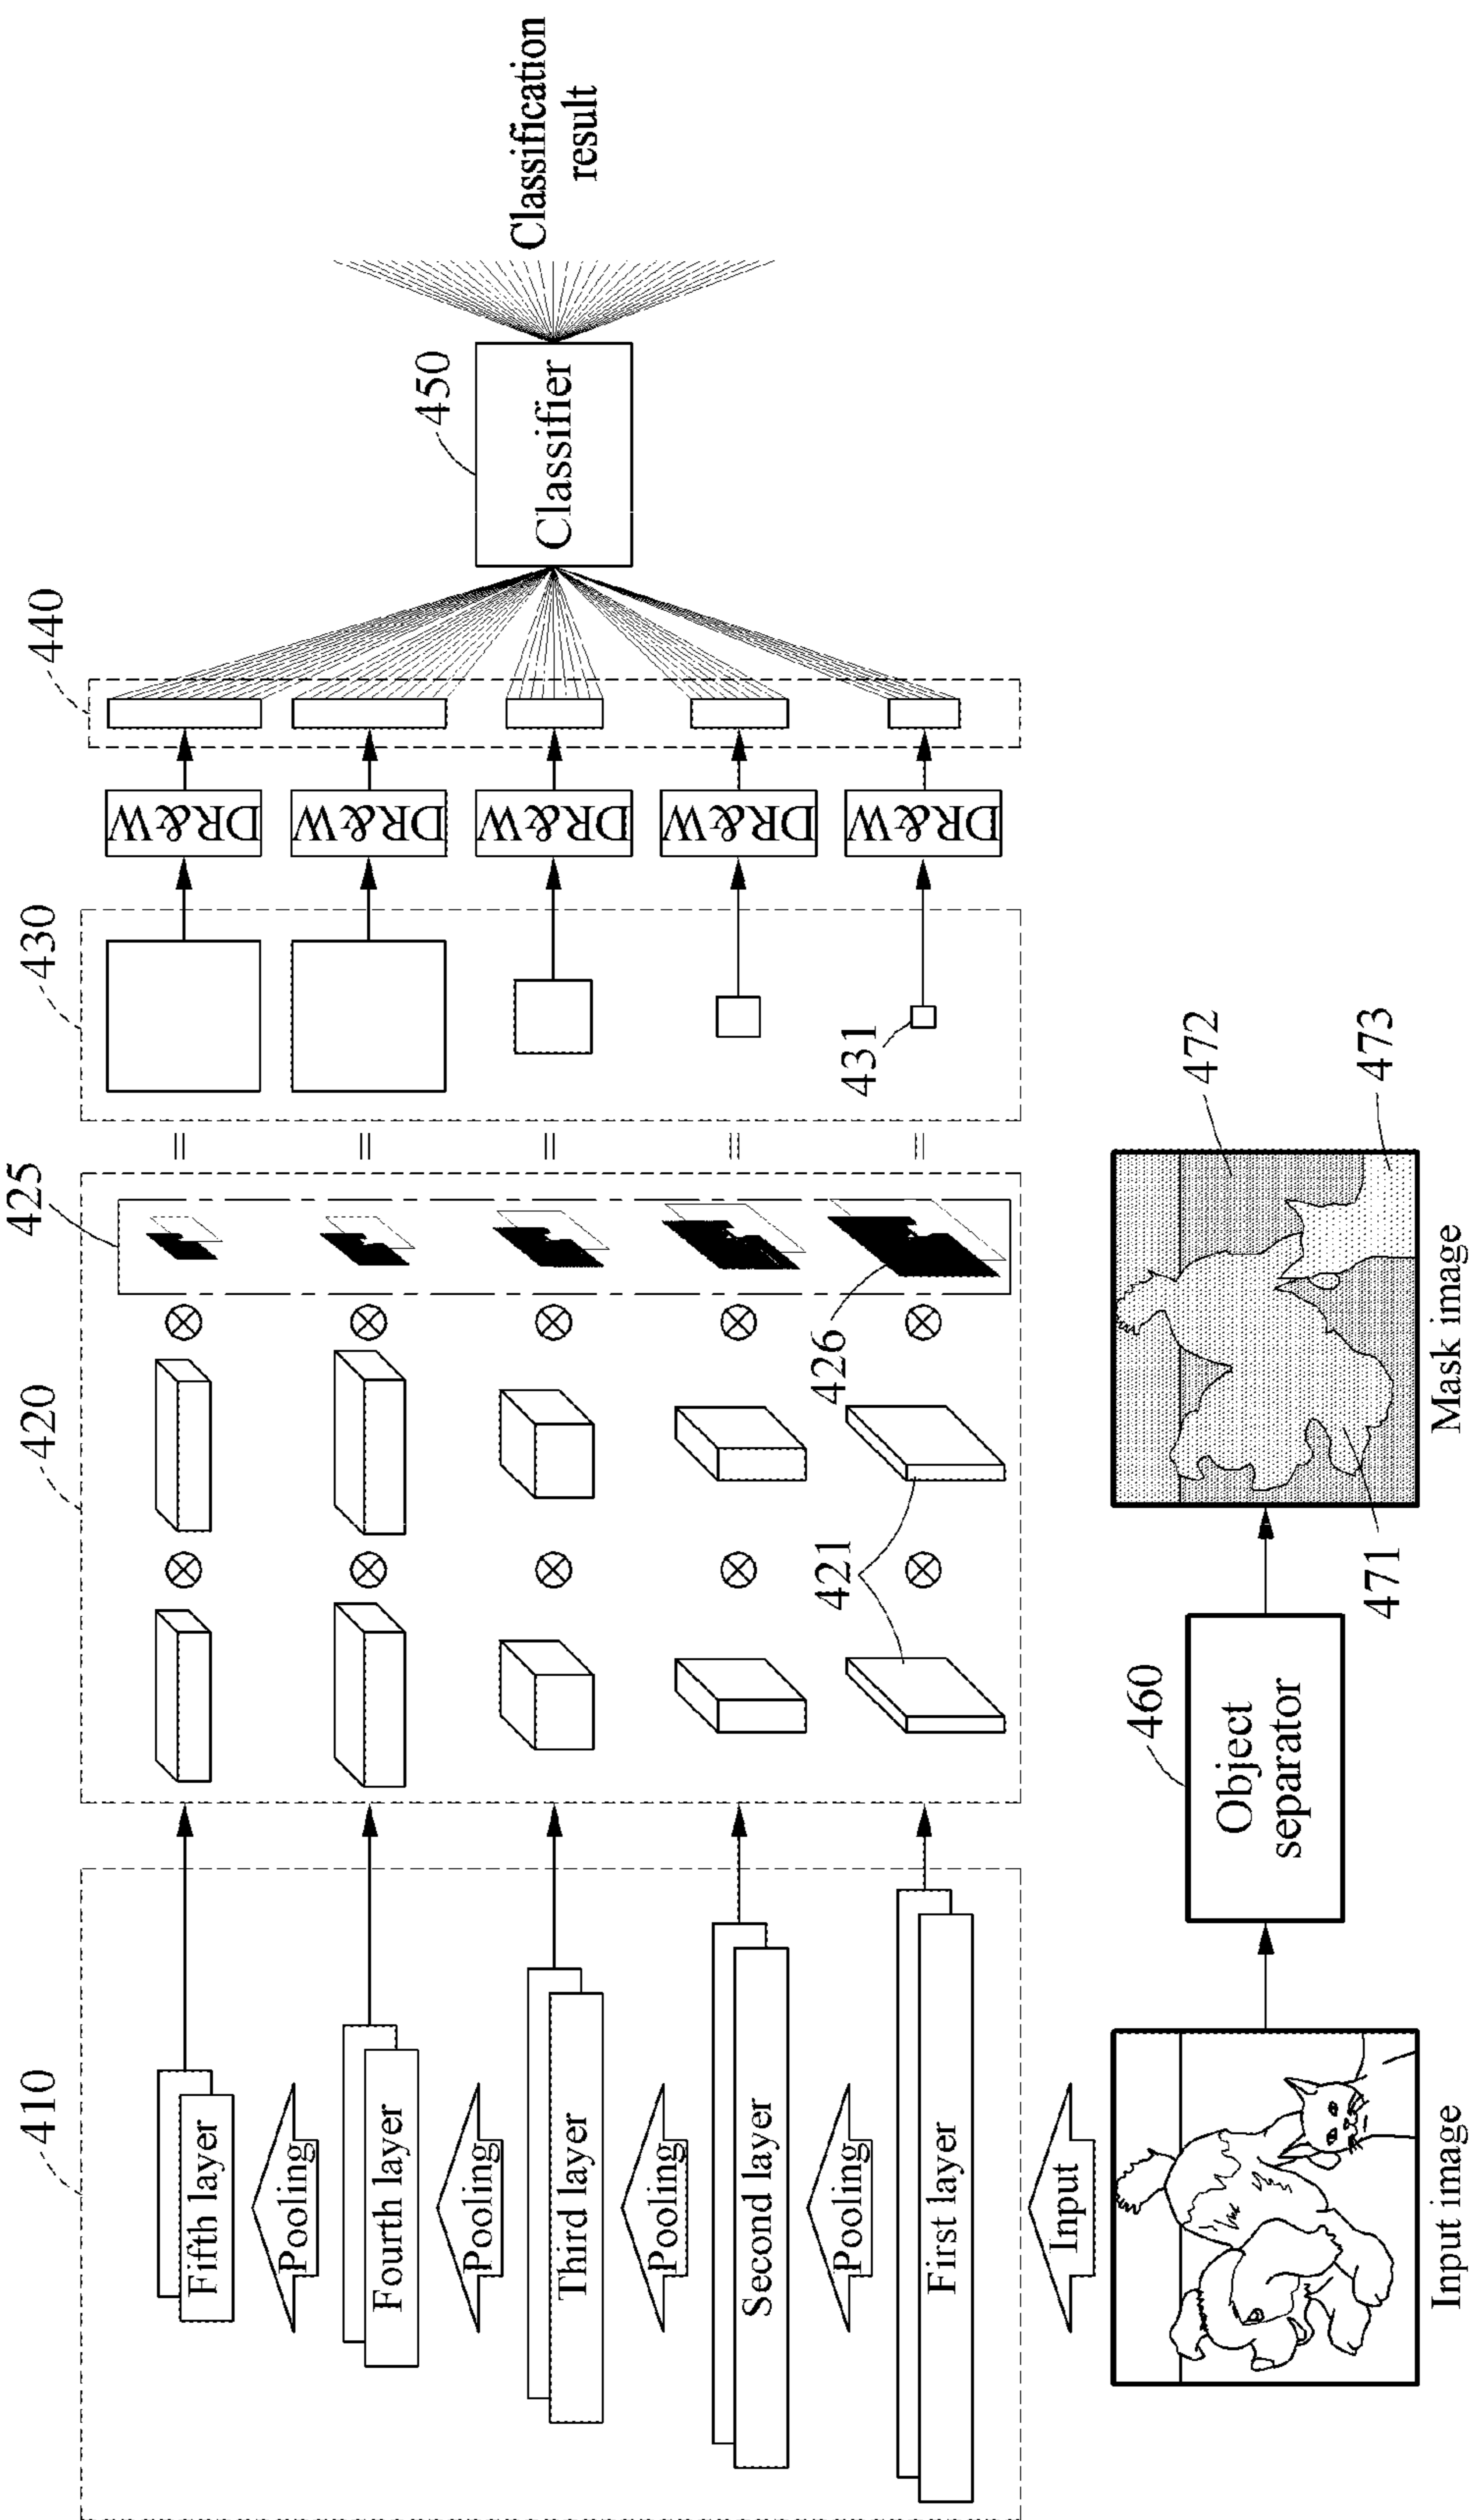 410
420
425
430
440
450
Fifth layer
Pooling
Fourth layer
Pooling
Third layer
Pooling
Second layer
Pooling
First layer
Input
421
426
431
DR&W
DR&W
DR&W
DR&W
DR&W
Classifier
Classification
result
Input image
460
Object
separator
471
472
473
Mask image